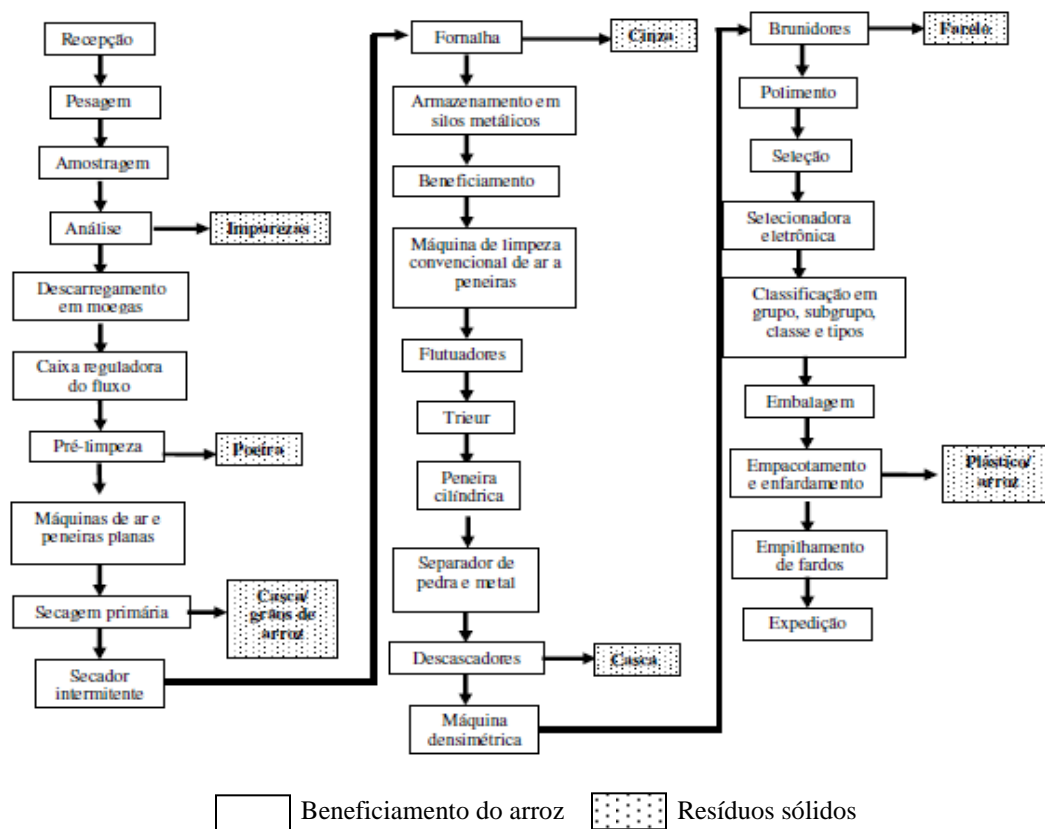 Recepção
Pesagem
Amostragem
Análise
Impurezas
Descarregamento
em moegas
Caixa reguladora
do fluxo
Pré-limpeza
Poeira
Máquinas de ar e
peneiras planas
Secagem primária
Casca/
grãos de
arroz
Secador
intermitente
Fornalha
Cinza
Armazenamento em
silos metálicos
Beneficiamento
Máquina de limpeza
convencional de ar a
peneiras
Flutuadores
Trieur
Peneira
cilíndrica
Separador de
pedra e metal
Descascadores
Casca
Máquina
densimétrica
Brunidores
Farelo
Polimento
Seleção
Selecionadora
eletrônica
Classificação em
grupo, subgrupo,
classe e tipos
Embalagem
Empacotamento
e enfardamento
Plástico/
arroz
Empilhamento
de fardos
Expedição
Beneficiamento do arroz
Resíduos sólidos